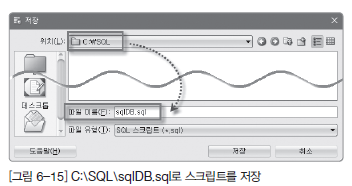 저장
위치(L): C:\SQL
데스크톱
파일 이름(F): sqlDB.sql
파일 유형(T): SQL 스크립트 (*.sql)
도움말(H) 저장 취소
[그림 6-15] C:\SQL\sqlDB.sql로 스크립트를 저장